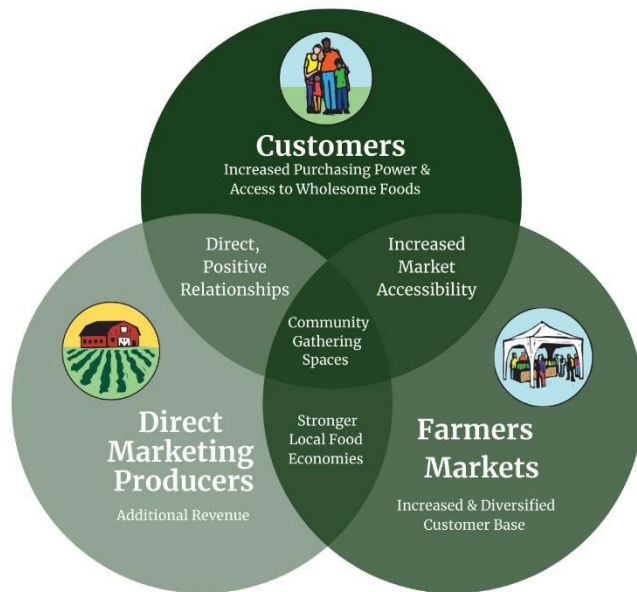 Customers
Increased Purchasing Power &
Access to Wholesome Foods
Direct,
Positive
Relationships
Increased
Market
Accessibility
Community
Gathering
Spaces
Direct
Marketing
Producers
Additional Revenue
Stronger
Local Food
Economies
Farmers
Markets
Increased & Diversified
Customer Base